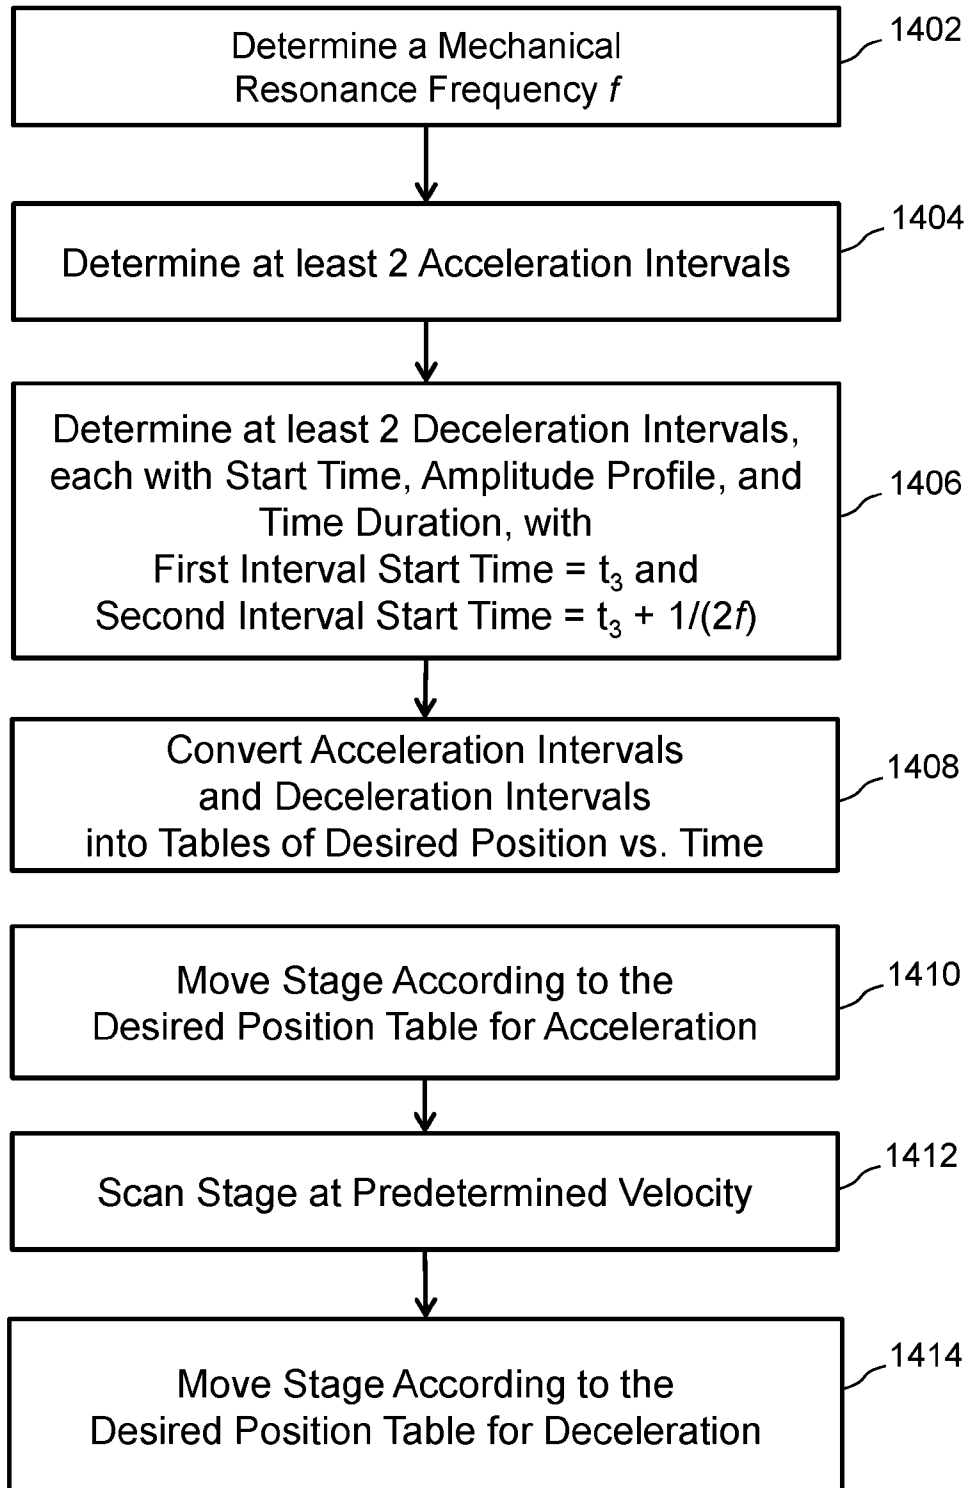 Determine a Mechanical
Resonance Frequency f
1402
Determine at least 2 Acceleration Intervals
1404
Determine at least 2 Deceleration Intervals,
each with Start Time, Amplitude Profile, and
Time Duration, with
First Interval Start Time = t₃ and
Second Interval Start Time = t₃ + 1/(2f)
1406
Convert Acceleration Intervals
and Deceleration Intervals
into Tables of Desired Position vs. Time
1408
Move Stage According to the
Desired Position Table for Acceleration
1410
Scan Stage at Predetermined Velocity
1412
Move Stage According to the
Desired Position Table for Deceleration
1414